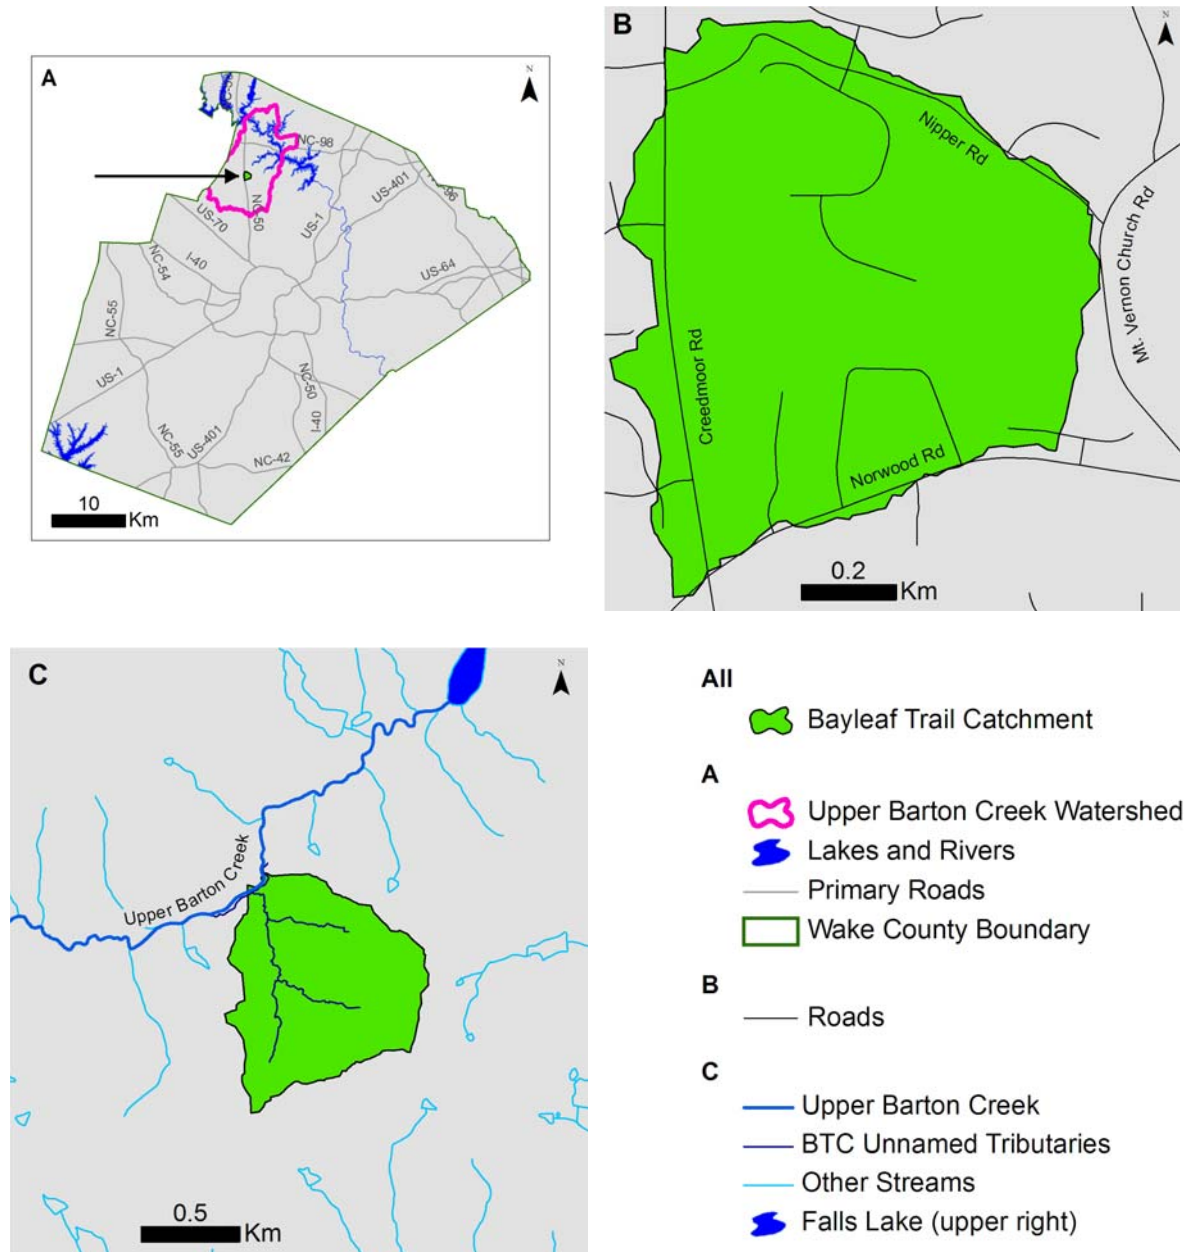 A
N
NC-50
NC-98
US-401
NC-96
NC-50
US-70
US-1
I-40
NC-54
US-64
NC-55
US-1
NC-50
I-40
NC-55
US-401
NC-42
10
Km
B
N
Nipper Rd
Mt. Vernon Church Rd
Creedmoor Rd
Norwood Rd
0.2
Km
C
N
Upper Barton Creek
0.5
Km
All
Bayleaf Trail Catchment
A
Upper Barton Creek Watershed
Lakes and Rivers
Primary Roads
Wake County Boundary
B
Roads
C
Upper Barton Creek
BTC Unnamed Tributaries
Other Streams
Falls Lake (upper right)